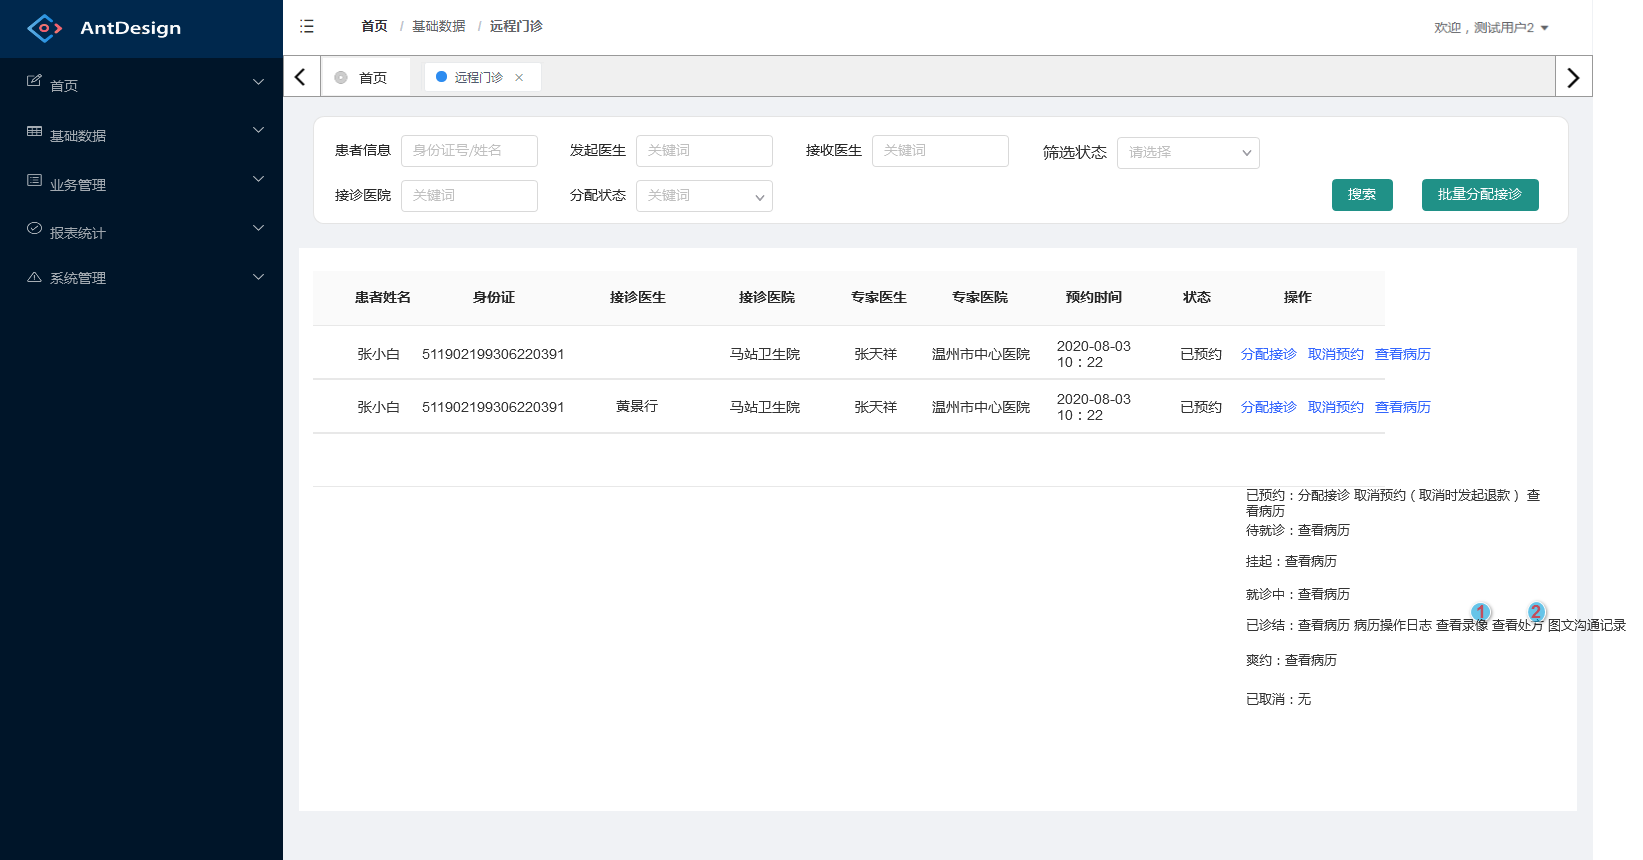 AntDesign
首页 / 基础数据 / 远程门诊
欢迎，测试用户2
首页
远程门诊 ×
首页
基础数据
业务管理
报表统计
系统管理
患者信息 身份证号/姓名 发起医生 关键词 接收医生 关键词 筛选状态 请选择
接诊医院 关键词 分配状态 关键词 搜索 批量分配接诊
患者姓名 身份证 接诊医生 接诊医院 专家医生 专家医院 预约时间 状态 操作
张小白 511902199306220391 马站卫生院 张天祥 温州市中心医院 2020-08-03 已预约 分配接诊 取消预约 查看病历
10：22
张小白 511902199306220391 黄景行 马站卫生院 张天祥 温州市中心医院 2020-08-03 已预约 分配接诊 取消预约 查看病历
10：22
已预约：分配接诊 取消预约（取消时发起退款） 查
看病历
待就诊：查看病历
挂起：查看病历
就诊中：查看病历
1 2
已诊结：查看病历 病历操作日志 查看录像 查看处方 图文沟通记录
爽约：查看病历
已取消：无